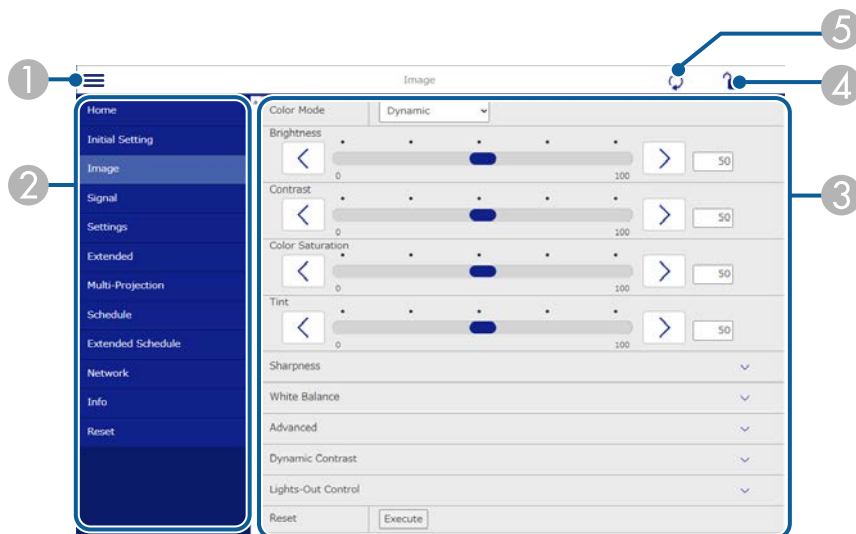 5
1
Image
4
Home
Color Mode
Dynamic
Initial Setting
Brightness
0
100
50
Image
2
Signal
Contrast
0
100
50
3
Settings
Extended
Color Saturation
0
100
50
Multi-Projection
Schedule
Tint
0
100
50
Extended Schedule
Network
Sharpness
Info
White Balance
Reset
Advanced
Dynamic Contrast
Lights-Out Control
Reset
Execute